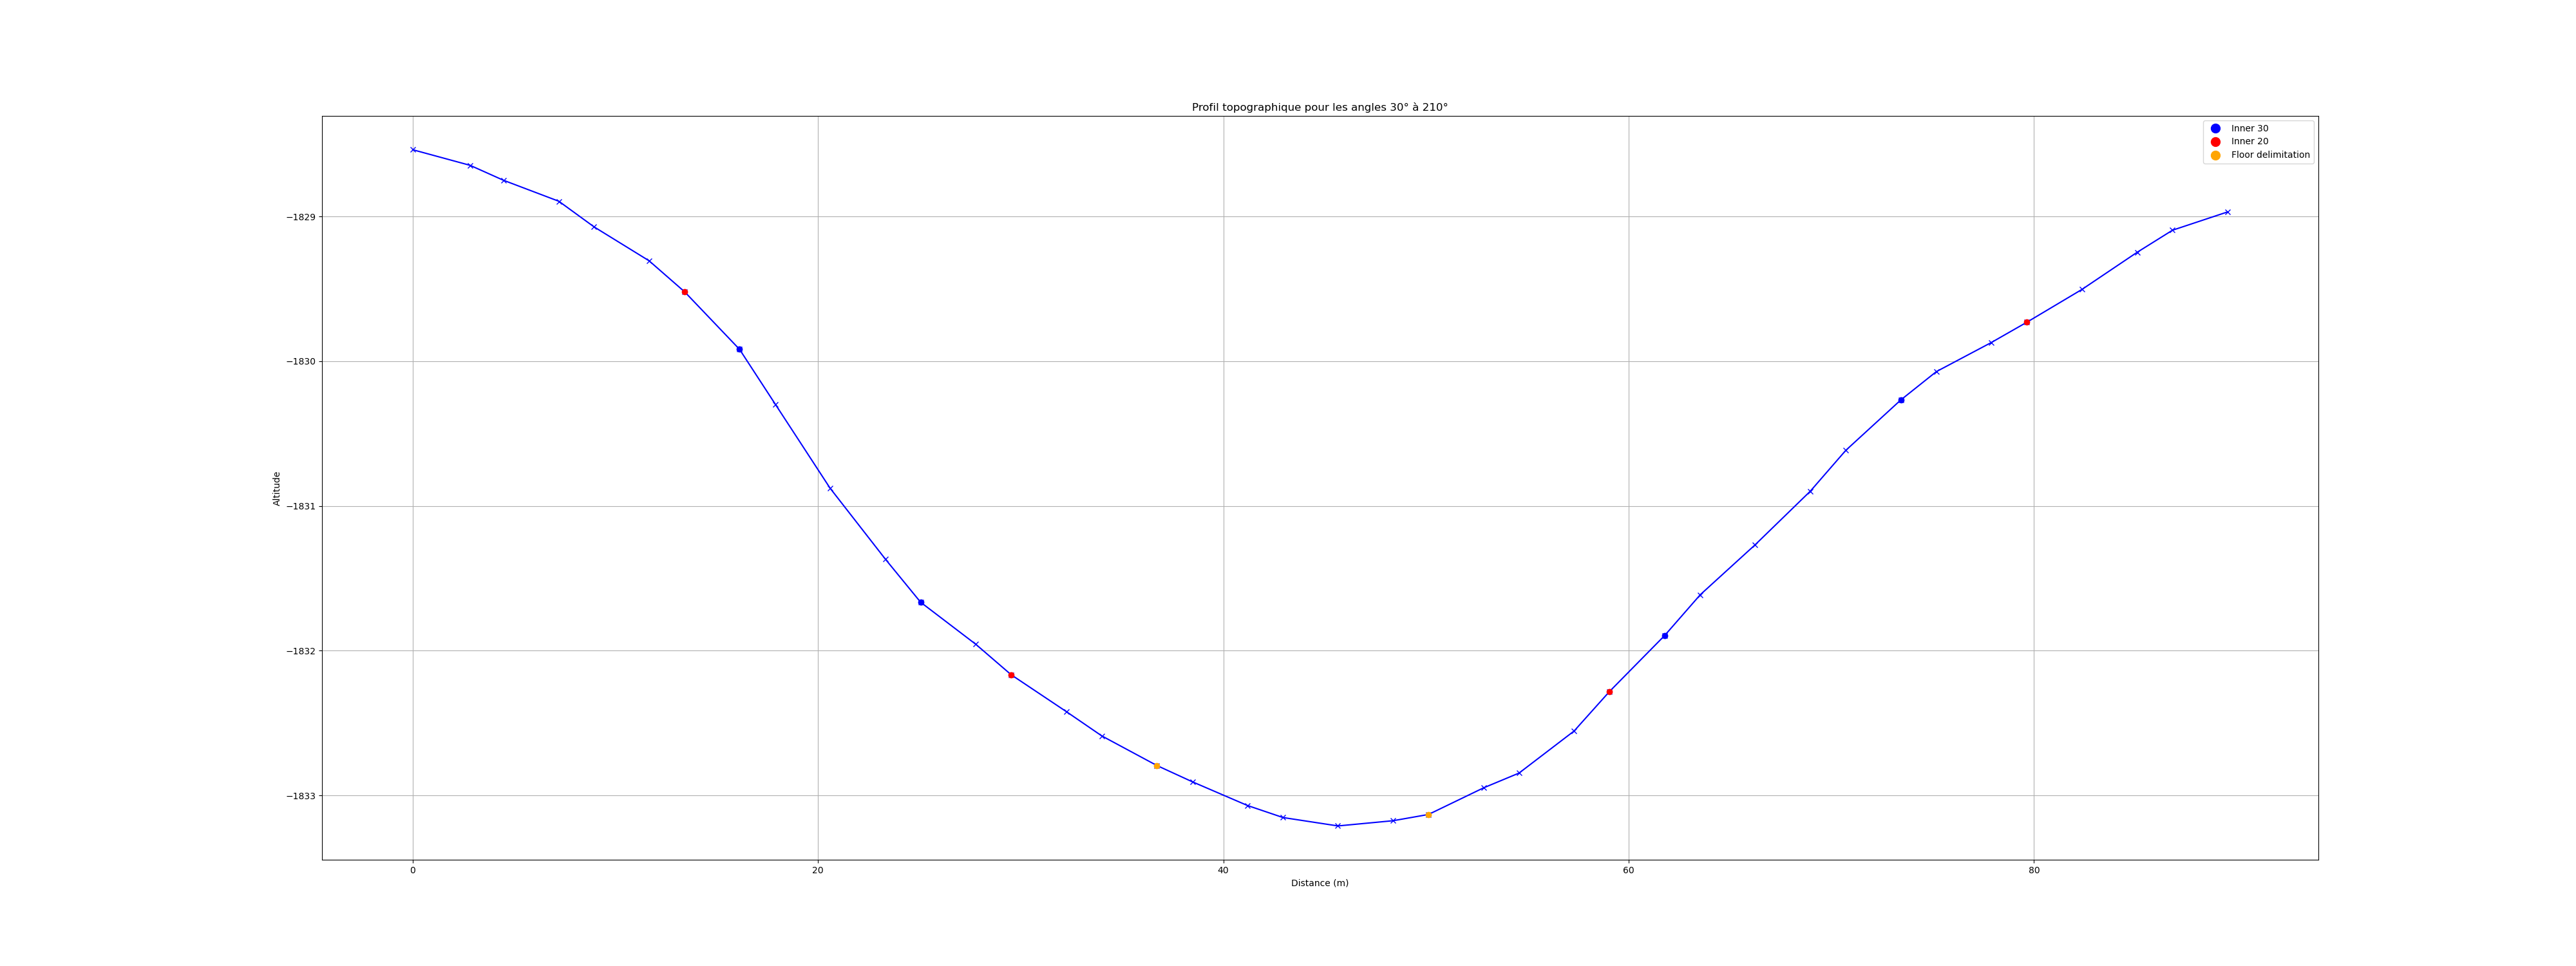 Profil topographique pour les angles 30° à 210°
Inner 30
Inner 20
Floor delimitation
−1829
−1830
−1831
−1832
−1833
Altitude
0 20 40 60 80
Distance (m)